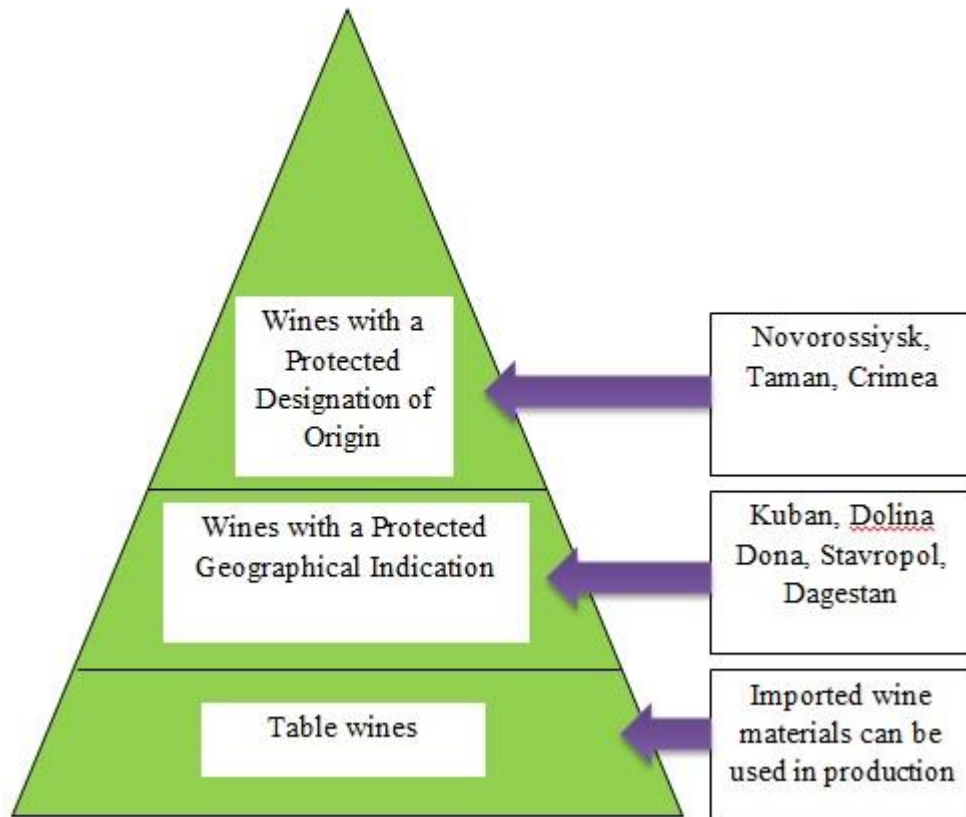 Wines with a
Protected
Designation of
Origin
Novorossiysk,
Taman, Crimea
Wines with a Protected
Geographical Indication
Kuban, Dolina
Dona, Stavropol,
Dagestan
Table wines
Imported wine
materials can be
used in production